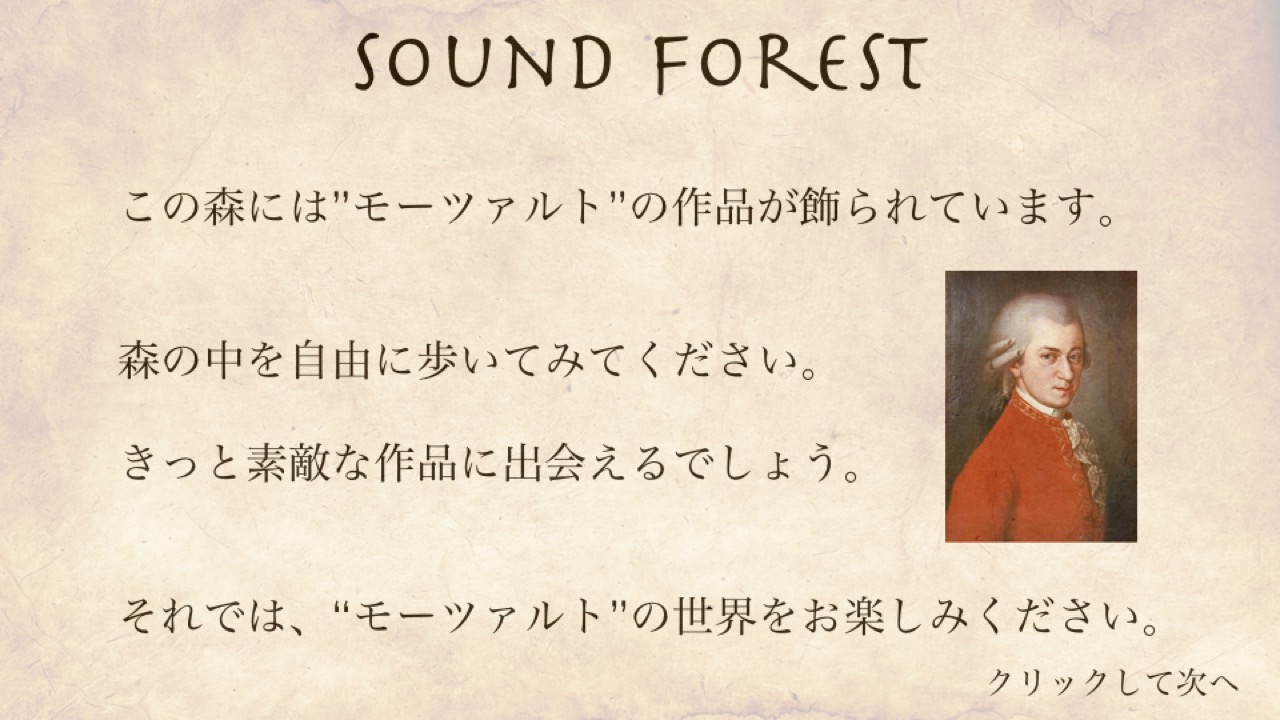 SOUND FOREST
この森には"モーツァルト"の作品が飾られています。
森の中を自由に歩いてみてください。
きっと素敵な作品に出会えるでしょう。
それでは、“モーツァルト”の世界をお楽しみください。
クリックして次へ